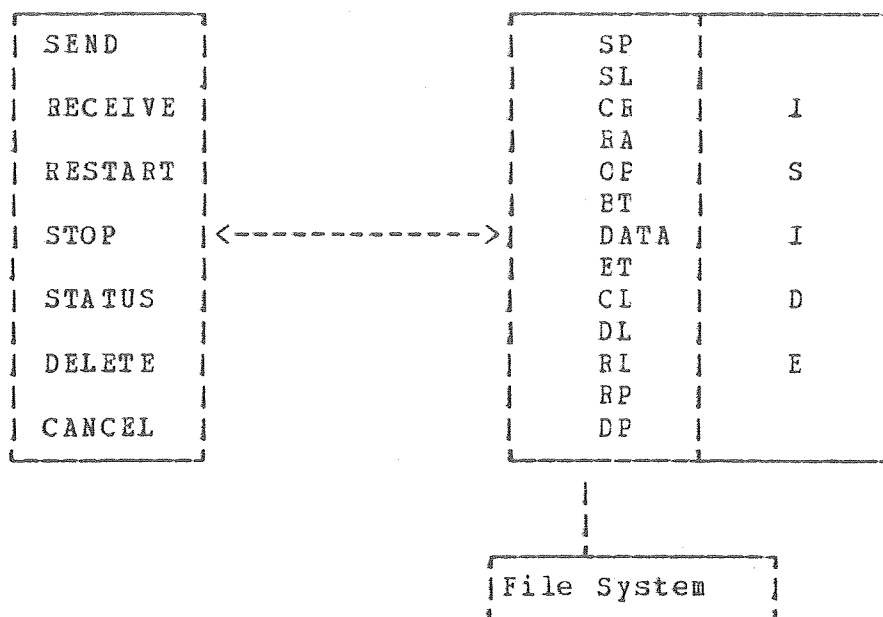 SEND
RECEIVE
RESTART
STOP
STATUS
DELETE
CANCEL
<------------->
SP
SL
CR
RA
OP
BT
DATA
ET
CL
DL
RL
RP
DP
I
S
I
D
E
File System